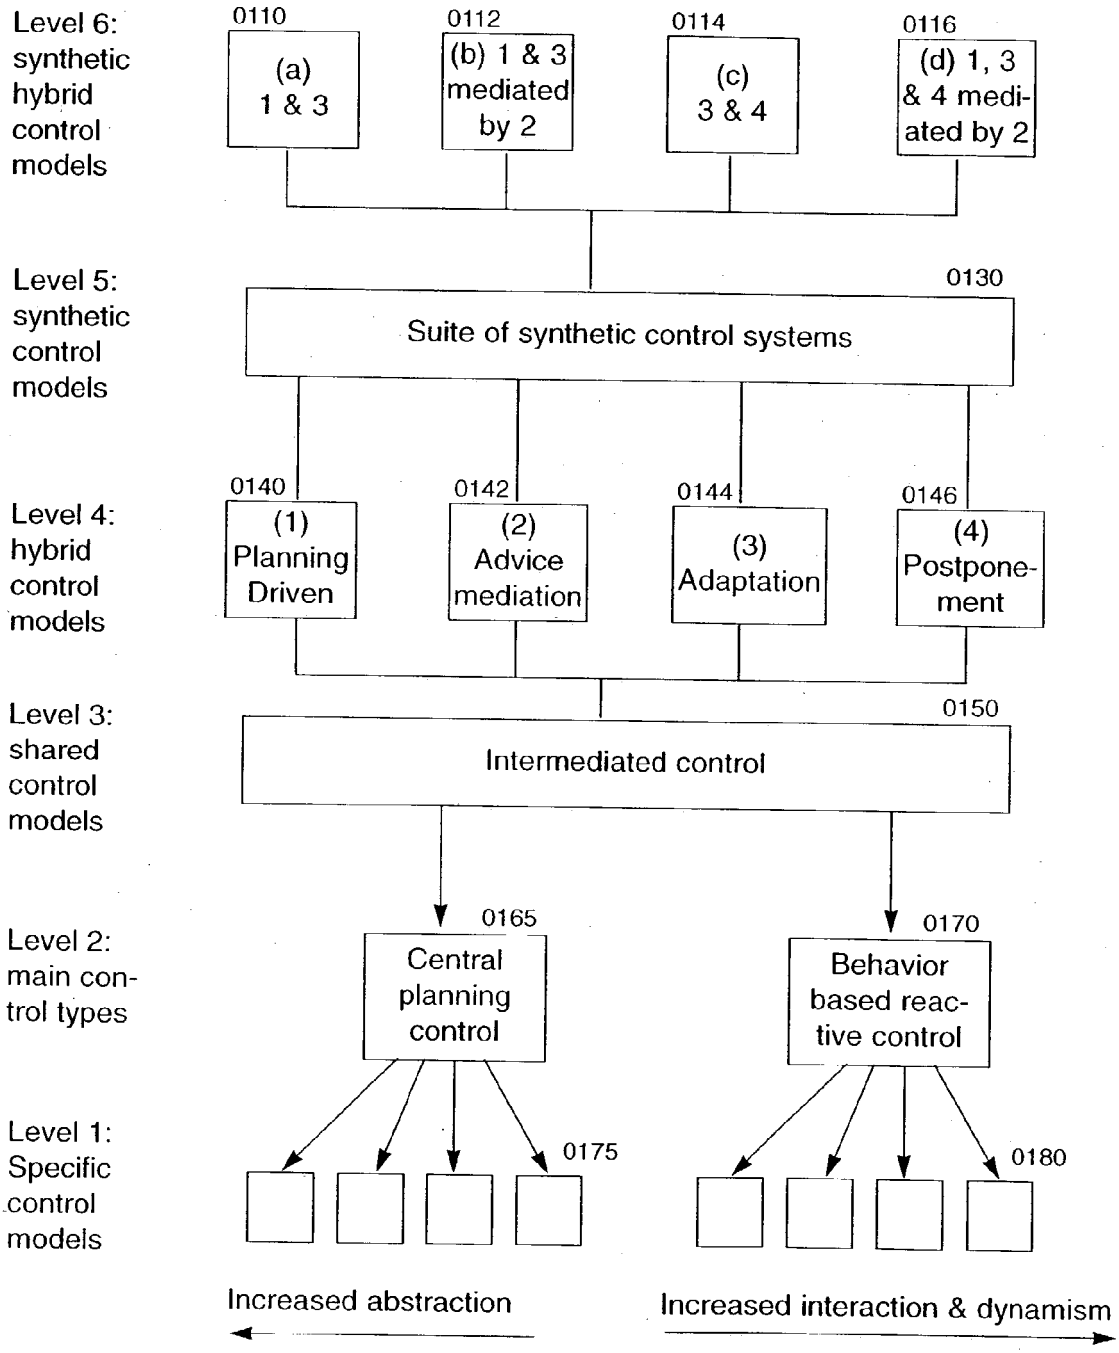 Level 6:
synthetic
hybrid
control
models
0110
(a)
1 & 3
0112
(b) 1 & 3
mediated
by 2
0114
(c)
3 & 4
0116
(d) 1, 3
& 4 medi-
ated by 2
Level 5:
synthetic
control
models
0130
Suite of synthetic control systems
Level 4:
hybrid
control
models
0140
(1)
Planning
Driven
0142
(2)
Advice
mediation
0144
(3)
Adaptation
0146
(4)
Postpone-
ment
Level 3:
shared
control
models
0150
Intermediated control
Level 2:
main con-
trol types
0165
Central
planning
control
0170
Behavior
based reac-
tive control
Level 1:
Specific
control
models
0175
0180
Increased abstraction
Increased interaction & dynamism